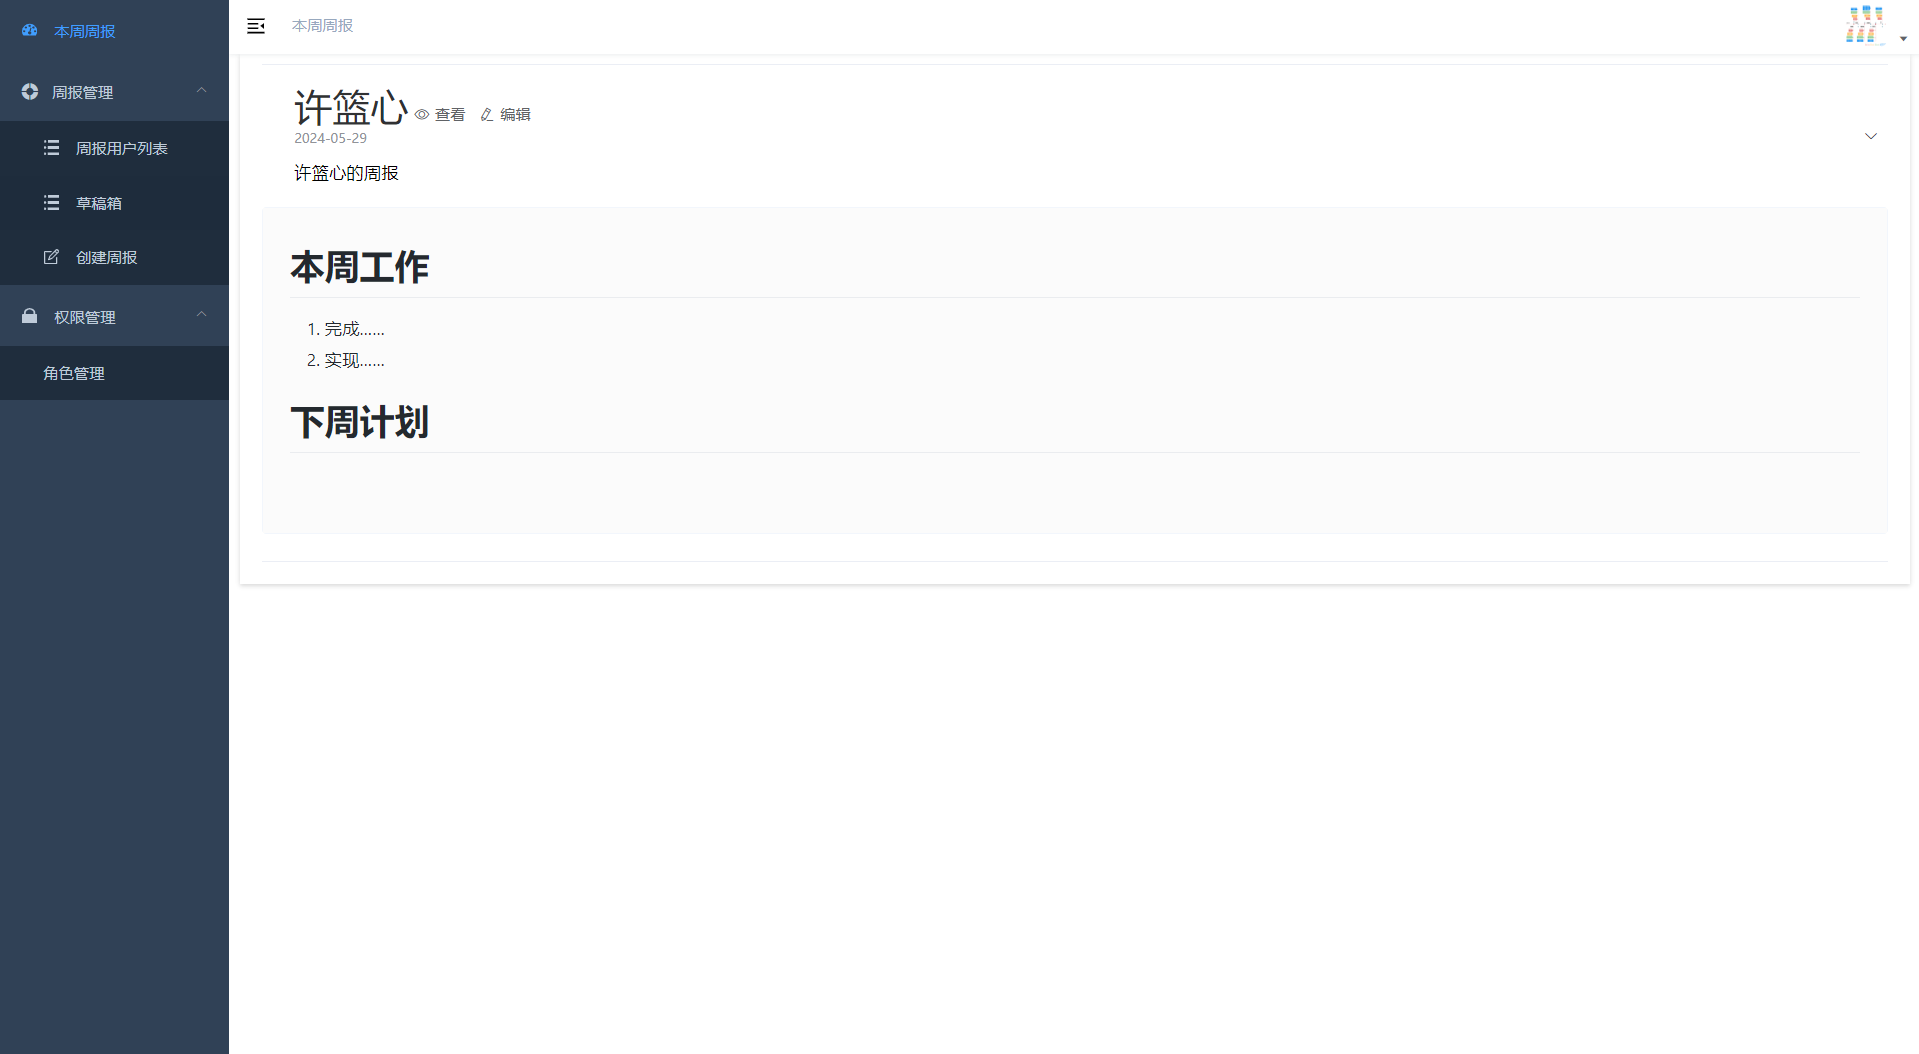 本周周报
周报管理
周报用户列表
草稿箱
创建周报
权限管理
角色管理
本周周报
许篮心 查看 编辑
2024-05-29
许篮心的周报
本周工作
1. 完成......
2. 实现......
下周计划